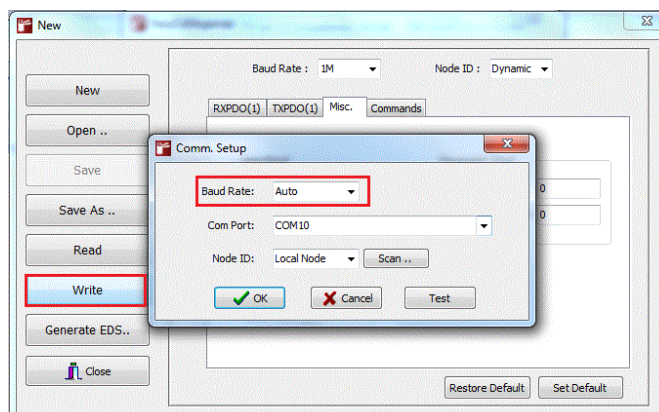 New
Baud Rate : 1M Node ID : Dynamic
New
RXPDO(1) TXPDO(1) Misc. Commands
Open ..
Comm. Setup
Save
Baud Rate: Auto
0
Save As ..
0
Com Port: COM10
Read
Node ID: Local Node Scan ..
Write
OK Cancel Test
Generate EDS..
Close
Restore Default Set Default